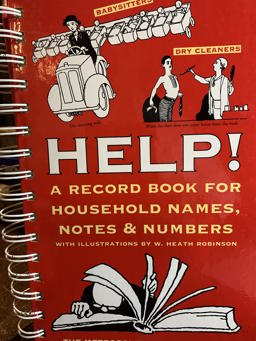 BABYSITTERS
DRY CLEANERS
HELP!
A RECORD BOOK FOR
HOUSEHOLD NAMES,
NOTES & NUMBERS
WITH ILLUSTRATIONS BY W. HEATH ROBINSON